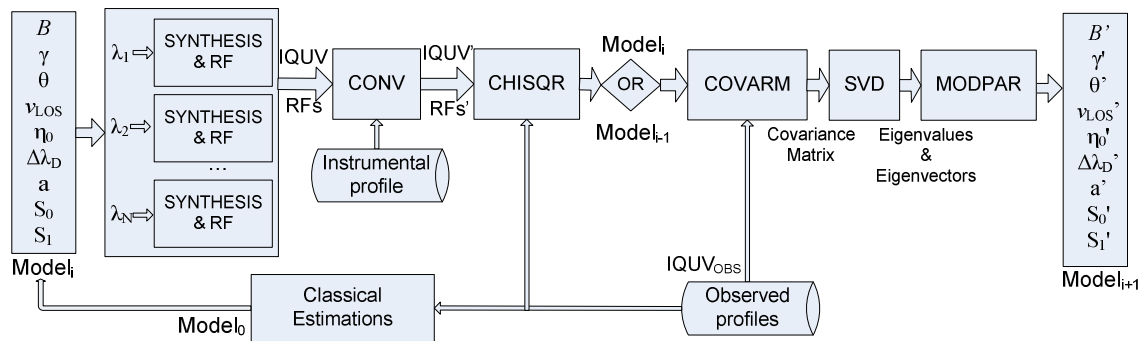 B
γ
θ
vLOS
η0
ΔλD
a
S0
S1
Modeli
λ1
SYNTHESIS
& RF
λ2
SYNTHESIS
& RF
...
λN
SYNTHESIS
& RF
IQUV
RFs
CONV
Instrumental
profile
IQUV'
RFs'
CHISQR
Modeli
OR
Modeli-1
COVARM
Covariance
Matrix
SVD
Eigenvalues
&
Eigenvectors
MODPAR
B'
γ'
θ'
vLOS'
η0'
ΔλD'
a'
S0'
S1'
Modeli+1
Model0
Classical
Estimations
IQUVOBS
Observed
profiles